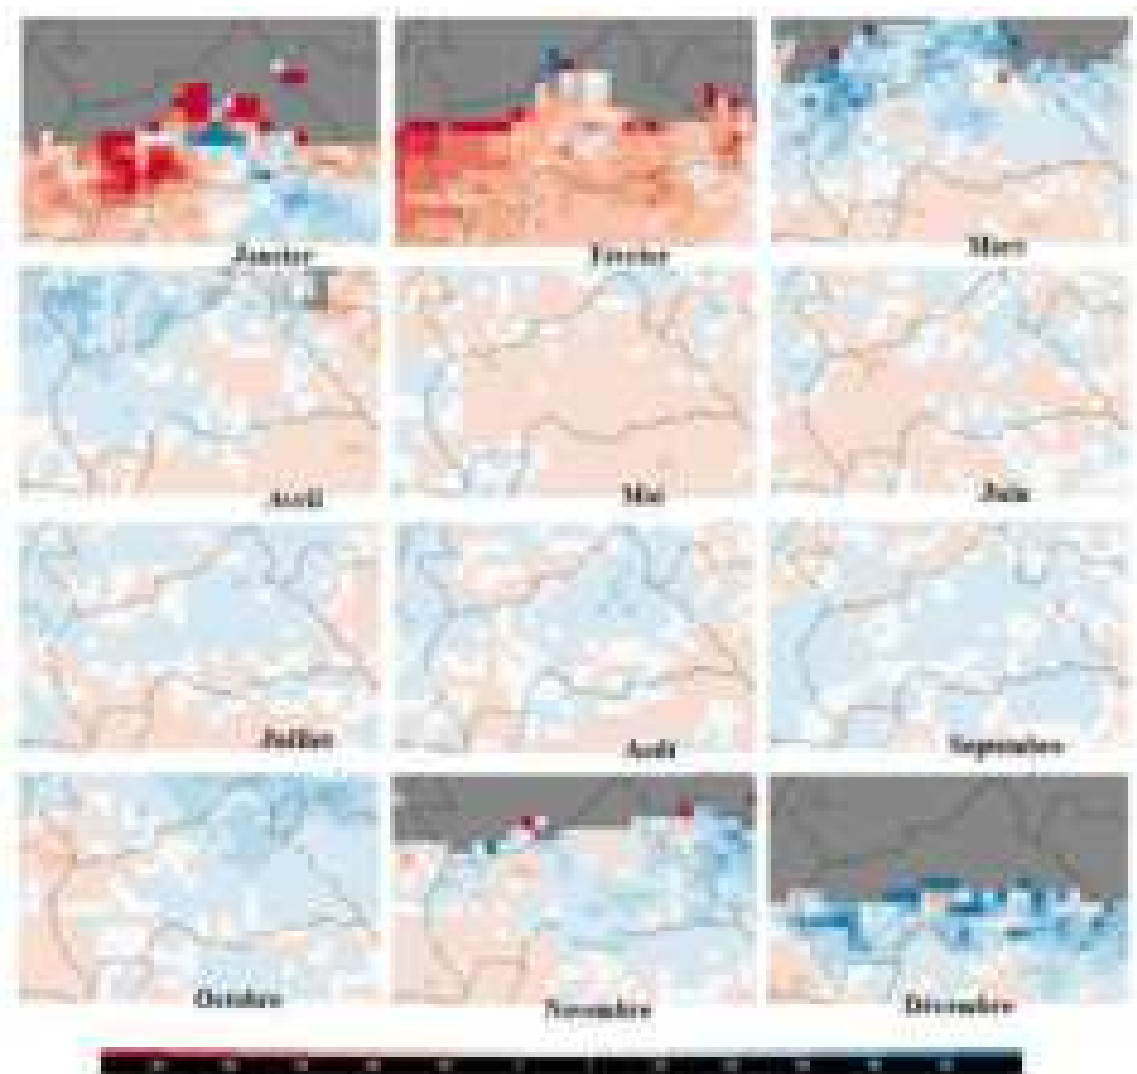 Janvier
Février
Mars
Avril
Mai
Juin
Juillet
Août
Septembre
Octobre
Novembre
Décembre